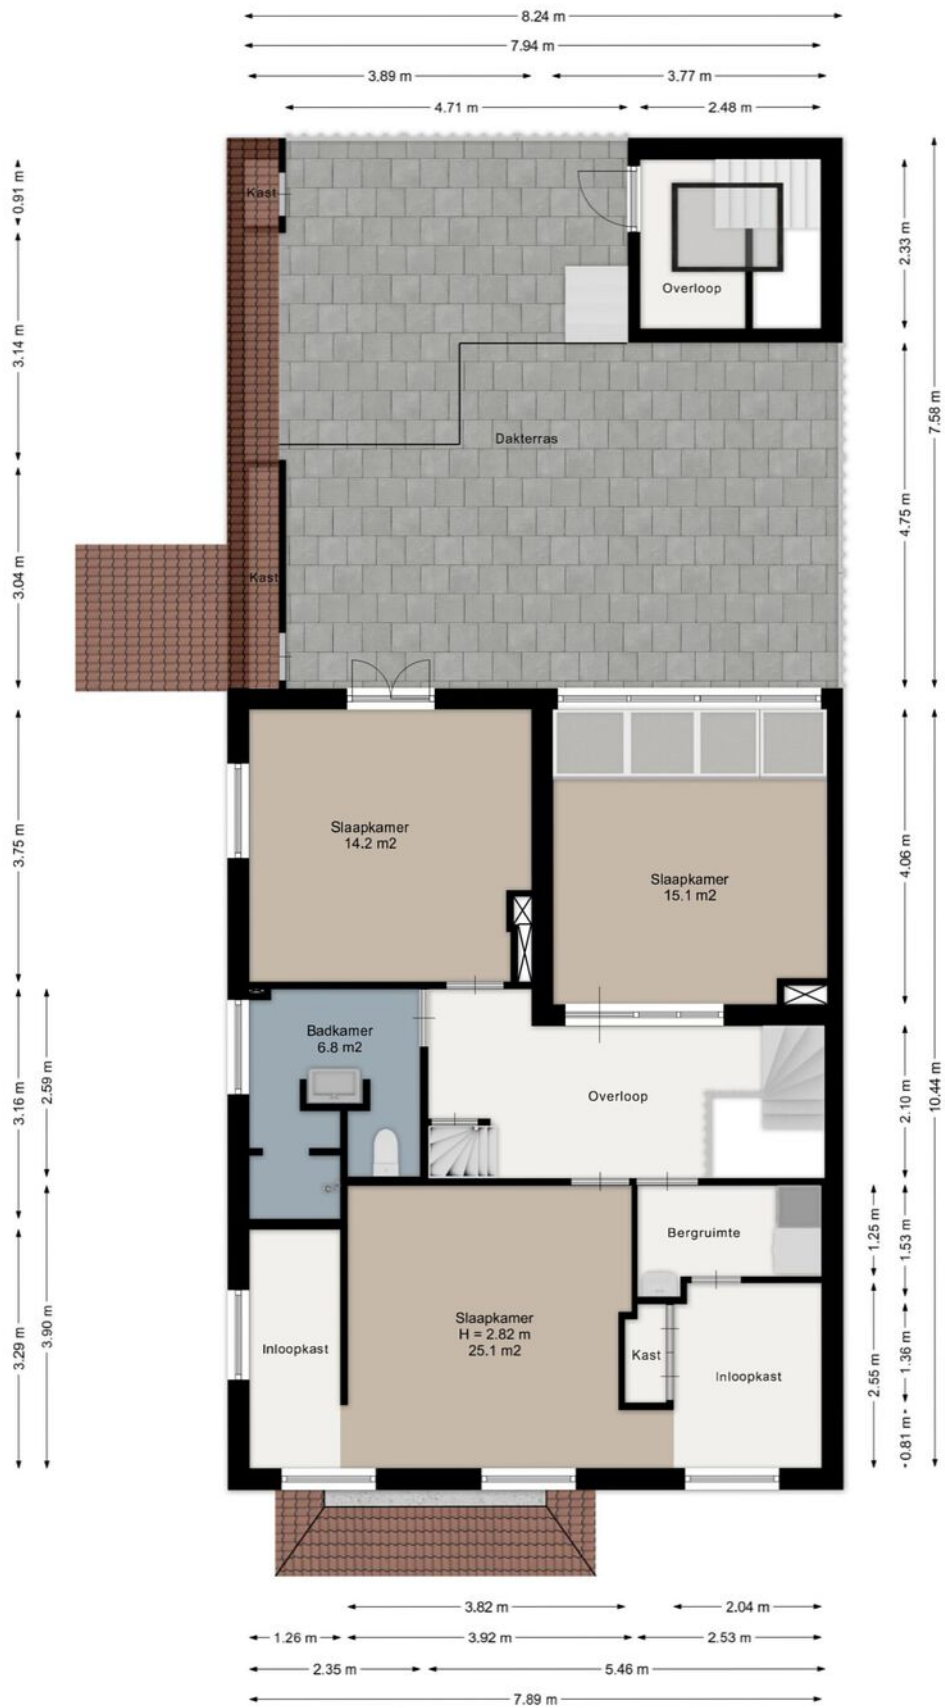 8.24 m
7.94 m
3.89 m
3.77 m
4.71 m
2.48 m
0.91 m
Kast
2.33 m
Overloop
3.14 m
7.58 m
Dakterras
4.75 m
3.04 m
Kast
3.75 m
Slaapkamer
14.2 m2
4.06 m
Slaapkamer
15.1 m2
Badkamer
6.8 m2
3.16 m
2.59 m
Overloop
2.10 m
10.44 m
Bergruimte
1.25 m
1.53 m
3.29 m
3.90 m
Inloopkast
Slaapkamer
H = 2.82 m
25.1 m2
Kast
Inloopkast
2.55 m
1.36 m
0.81 m
3.82 m
2.04 m
1.26 m
3.92 m
2.53 m
2.35 m
5.46 m
7.89 m